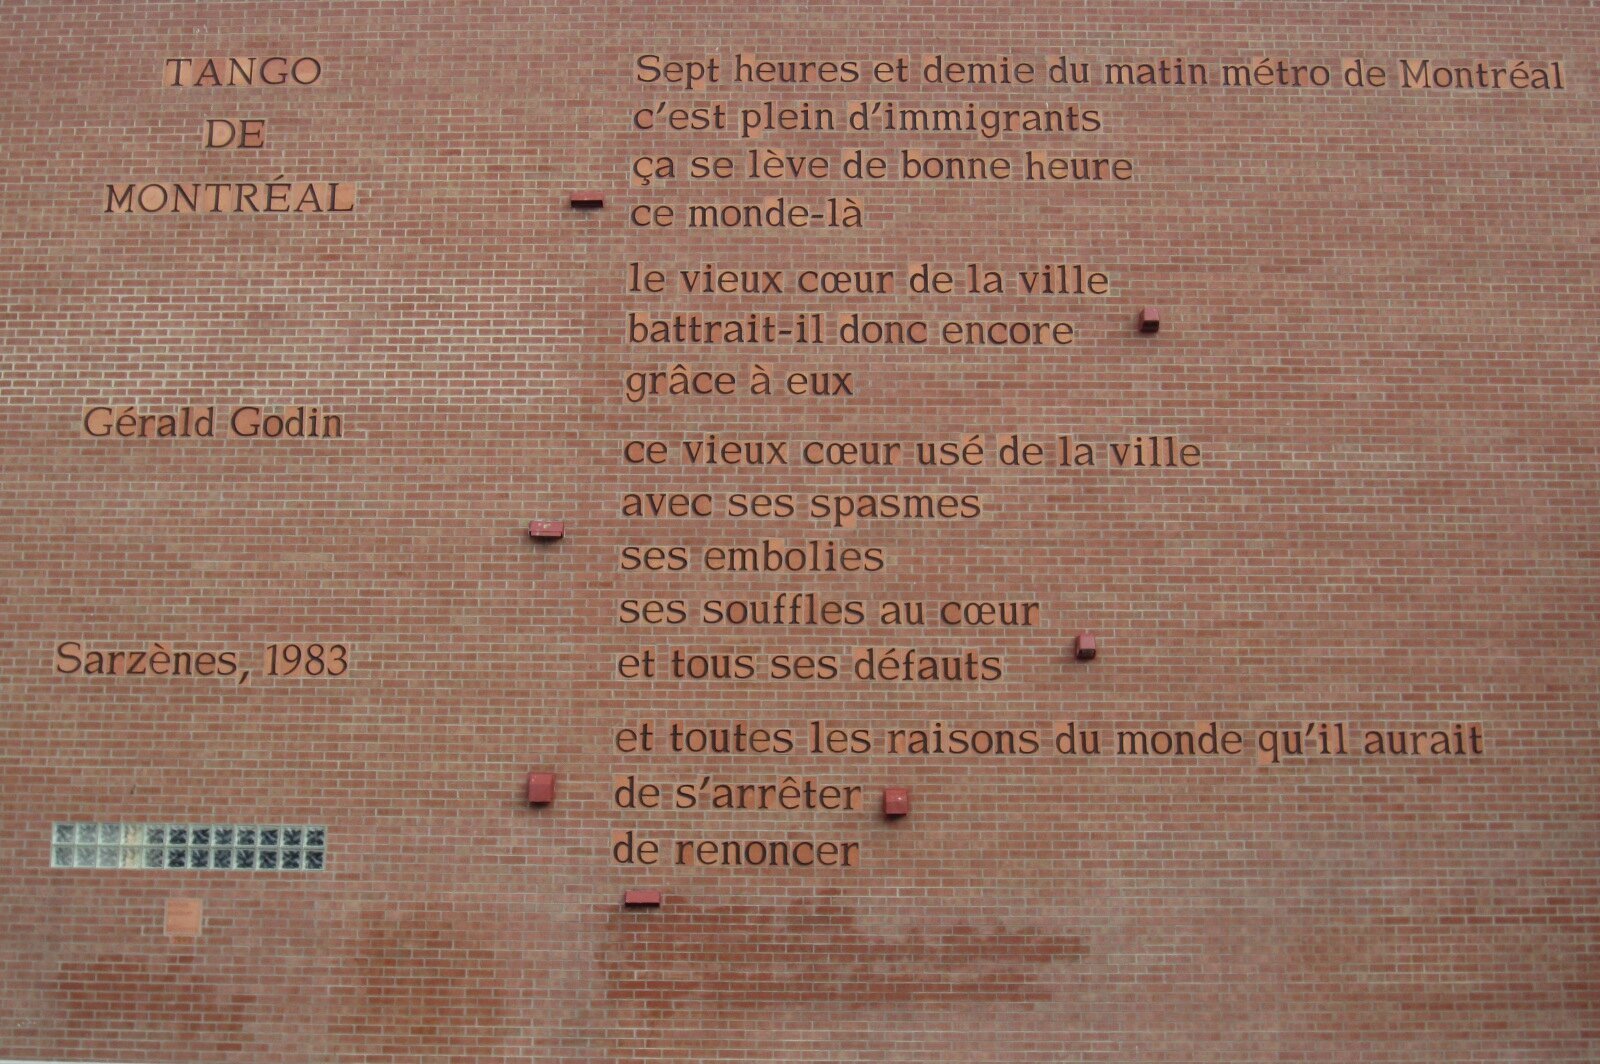 TANGO
DE
MONTRÉAL
Gérald Godin
Sarzènes, 1983
Sept heures et demie du matin métro de Montréal
c'est plein d'immigrants
ça se lève de bonne heure
ce monde-là
le vieux cœur de la ville
battrait-il donc encore
grâce à eux
ce vieux cœur usé de la ville
avec ses spasmes
ses embolies
ses souffles au cœur
et tous ses défauts
et toutes les raisons du monde qu'il aurait
de s'arrêter
de renoncer